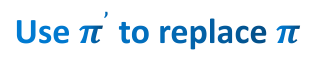 Use π′ to replace π